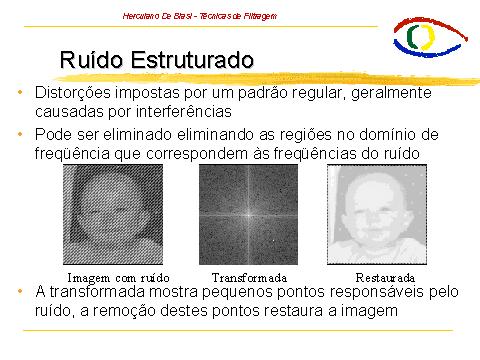 Herculano De Biasi - Técnicas de Filtragem
Ruído Estruturado
• Distorções impostas por um padrão regular, geralmente
causadas por interferências
• Pode ser eliminado eliminando as regiões no domínio de
freqüência que correspondem às freqüências do ruído
Imagem com ruído Transformada Restaurada
• A transformada mostra pequenos pontos responsáveis pelo
ruído, a remoção destes pontos restaura a imagem